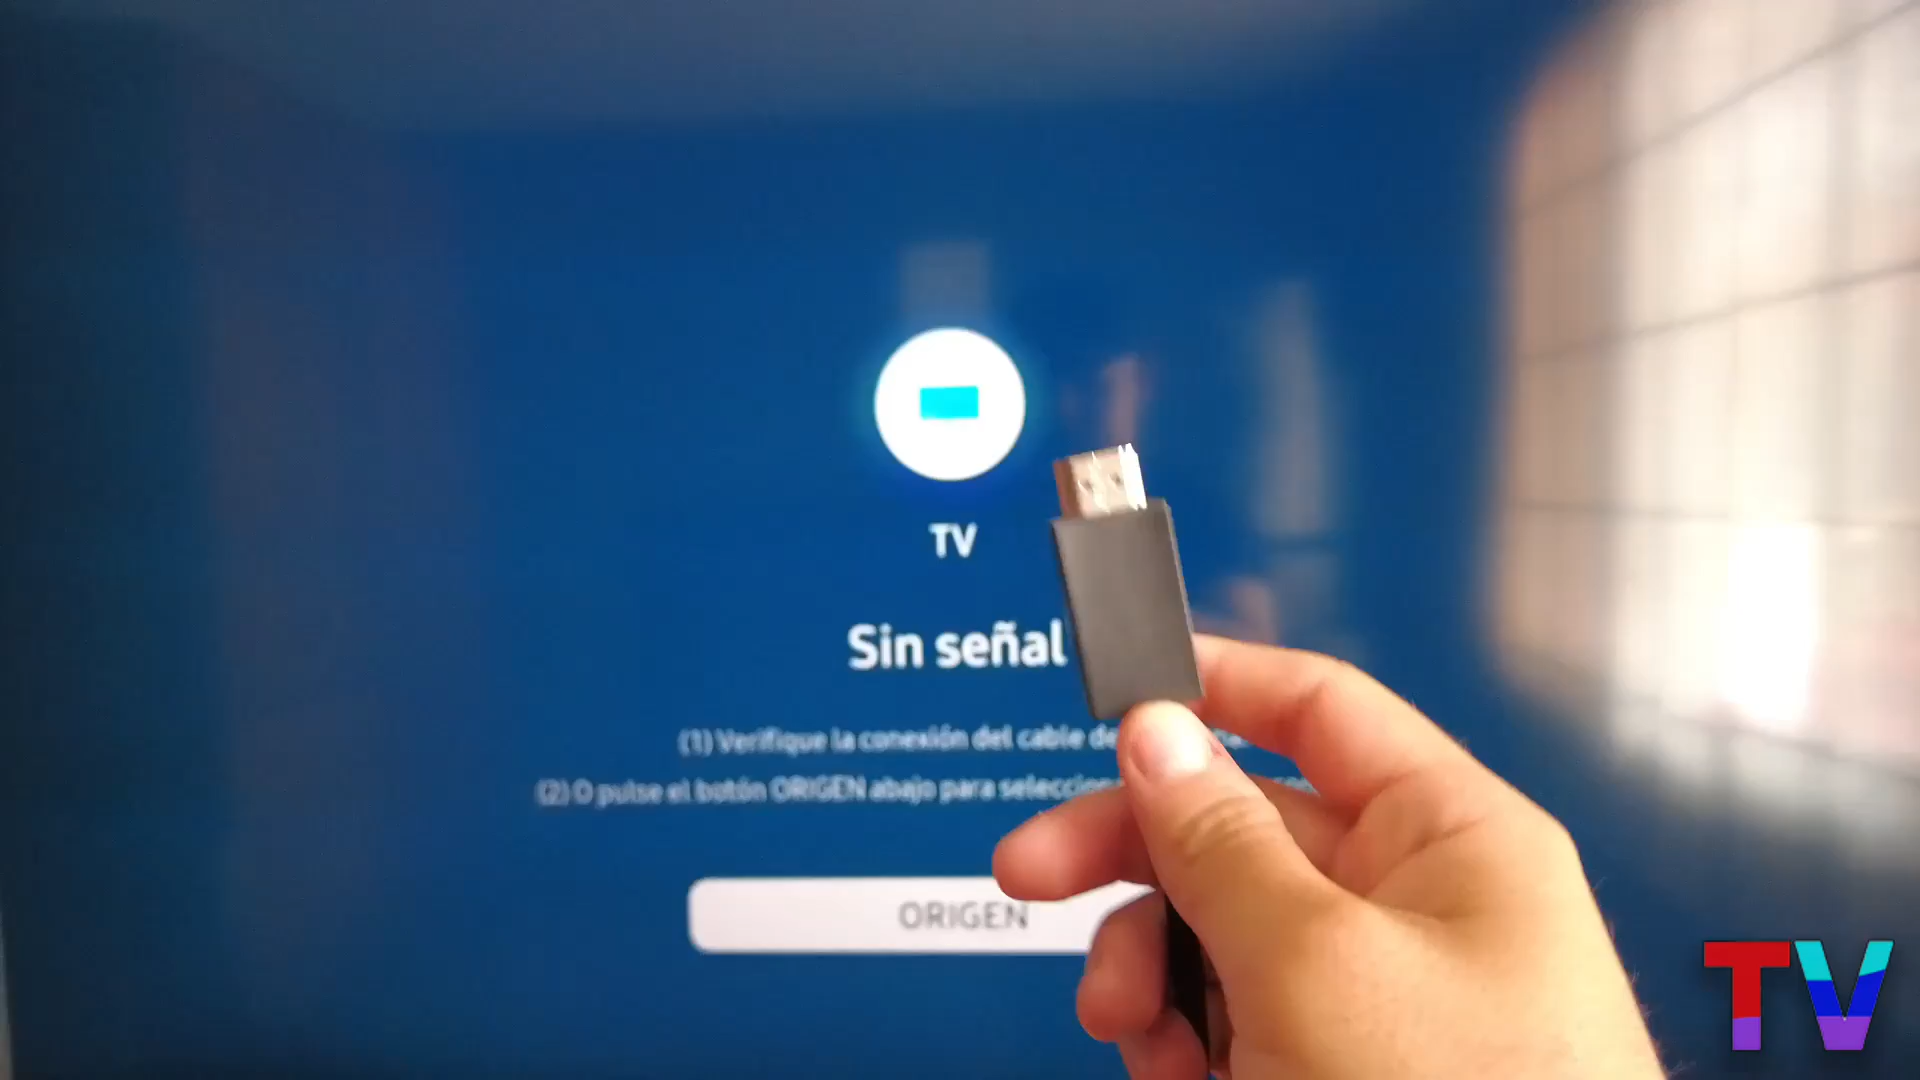 TV
Sin señal
(1) Verifique la conexión del cable de
(2) O pulse el botón ORIGEN abajo para
ORIGEN
TV